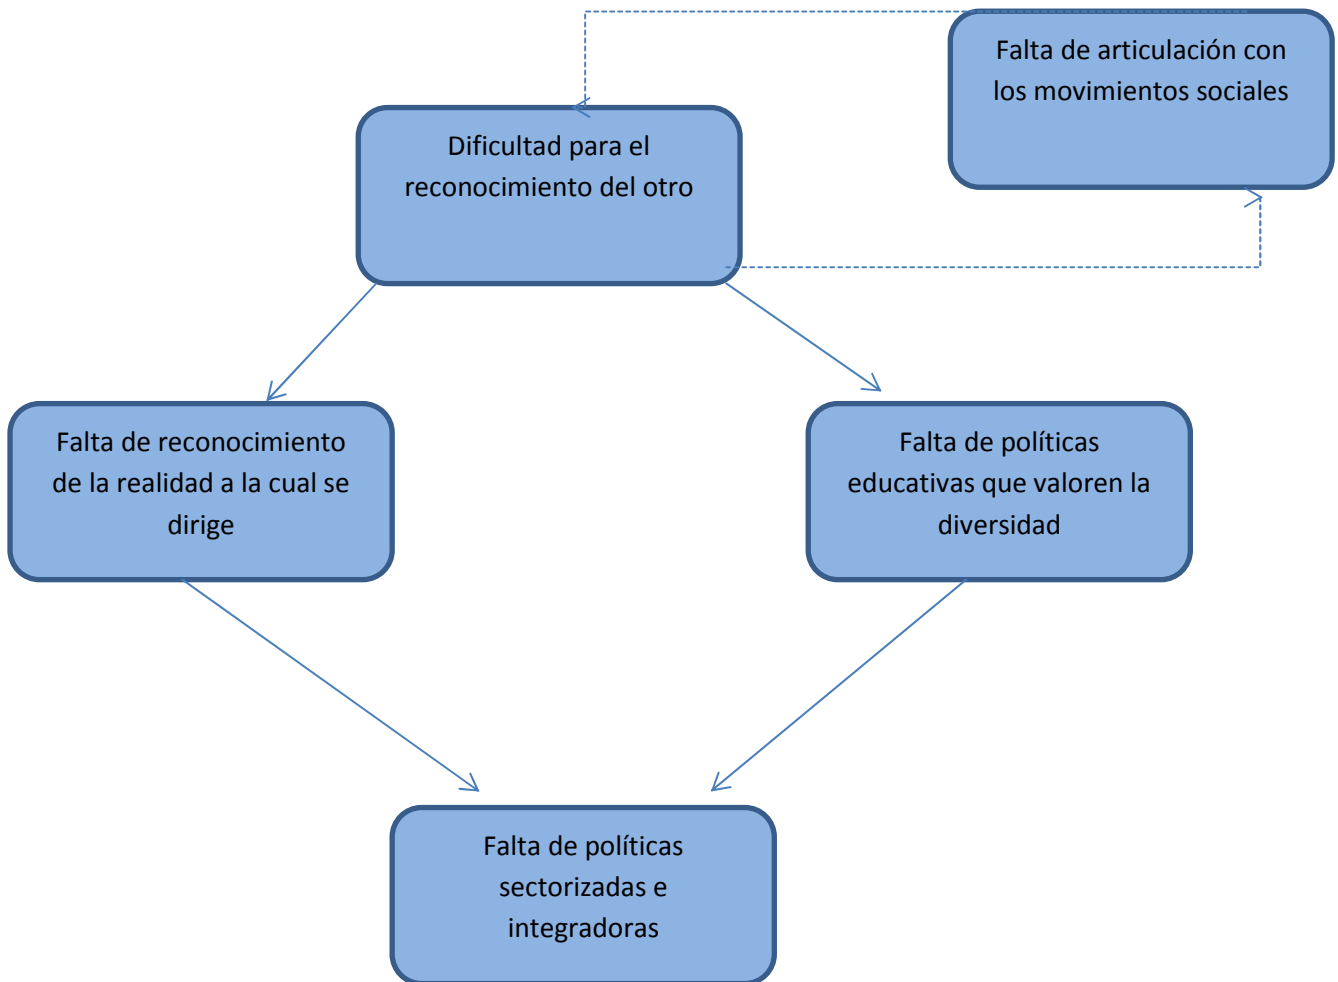 Falta de articulación con
los movimientos sociales
Dificultad para el
reconocimiento del otro
Falta de reconocimiento
de la realidad a la cual se
dirige
Falta de políticas
educativas que valoren la
diversidad
Falta de políticas
sectorizadas e
integradoras